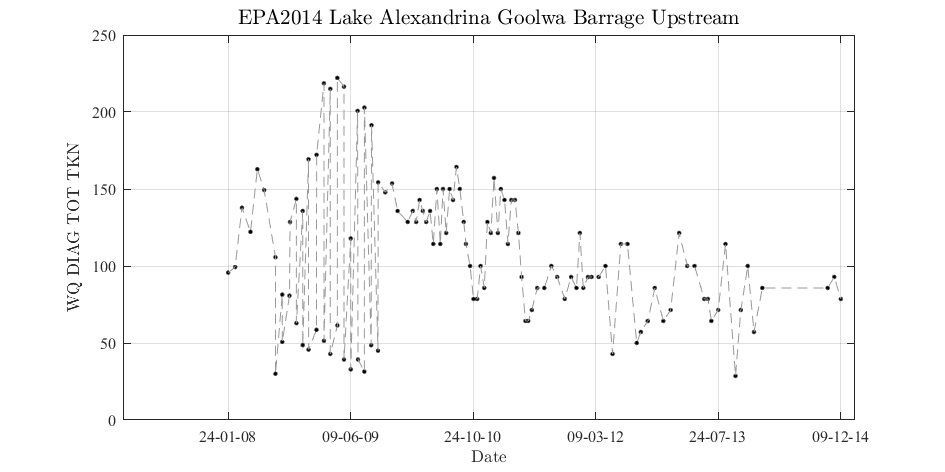 EPA2014 Lake Alexandrina Goolwa Barrage Upstream
250
200
150
100
50
0
WQ DIAG TOT TKN
24-01-08 09-06-09 24-10-10 09-03-12 24-07-13 09-12-14
Date